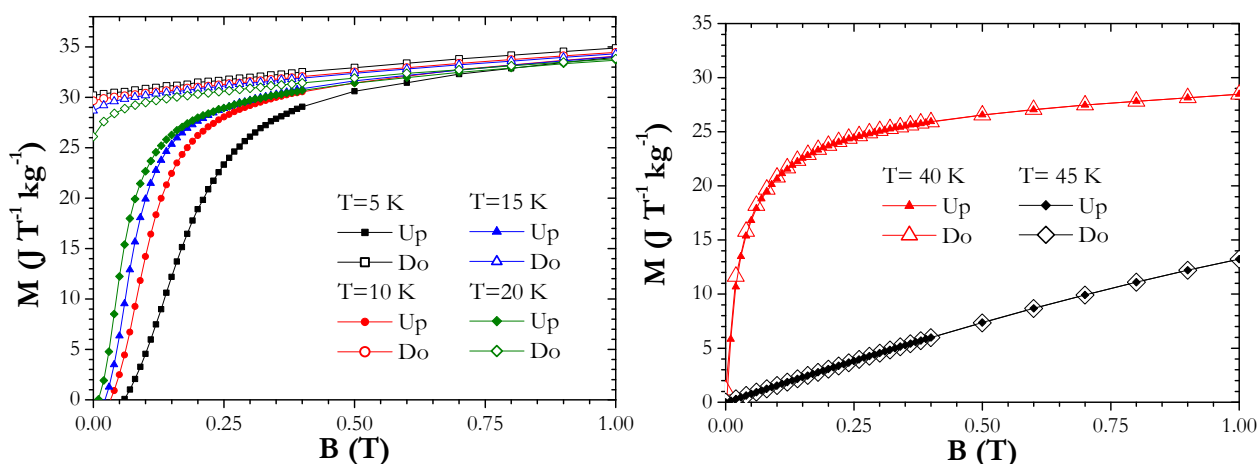 35
30
25
20
15
10
5
0
M (J T⁻¹ kg⁻¹)
T=5 K T=15 K
Up Up
Do Do
T=10 K T=20 K
Up Up
Do Do
0.00 0.25 0.50 0.75 1.00
B (T)
35
30
25
20
15
10
5
0
M (J T⁻¹ kg⁻¹)
T= 40 K T= 45 K
Up Up
Do Do
0.00 0.25 0.50 0.75 1.00
B (T)